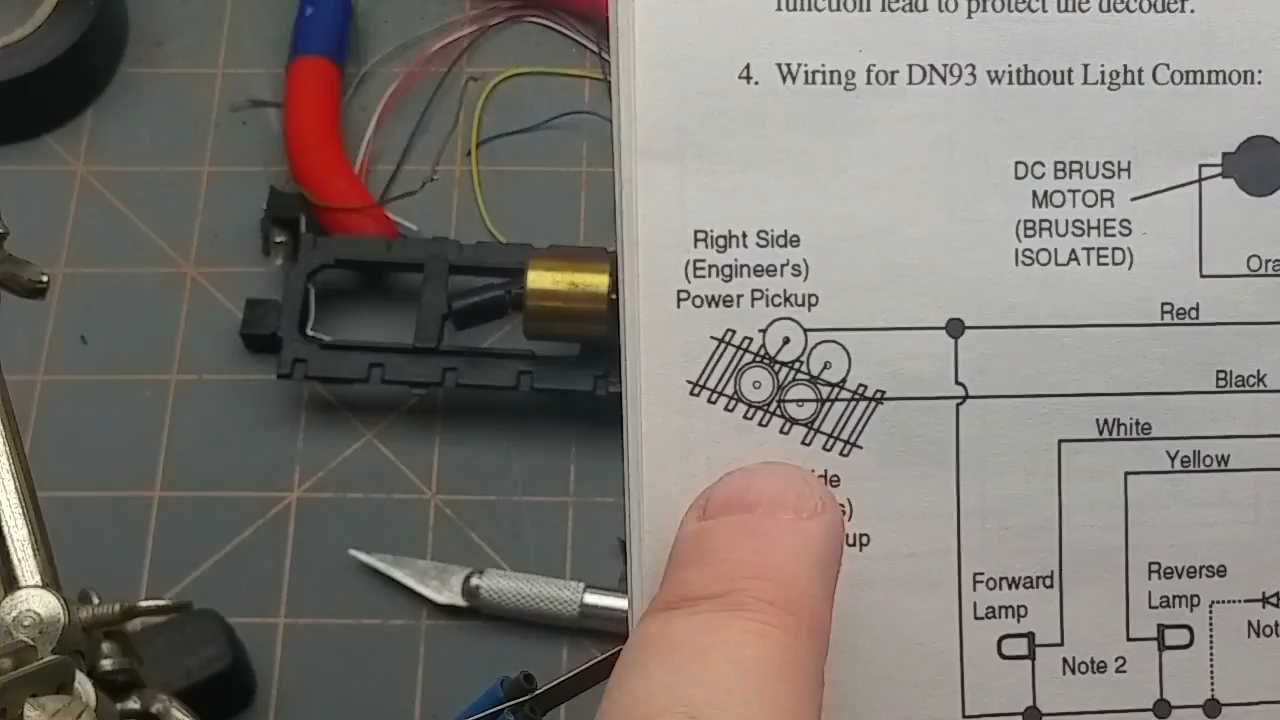 function lead to protect the decoder.
4. Wiring for DN93 without Light Common:
DC BRUSH
MOTOR
(BRUSHES
ISOLATED)
Right Side
(Engineer's)
Power Pickup
Red
Black
White
Yellow
Forward
Lamp
Reverse
Lamp
Note 2